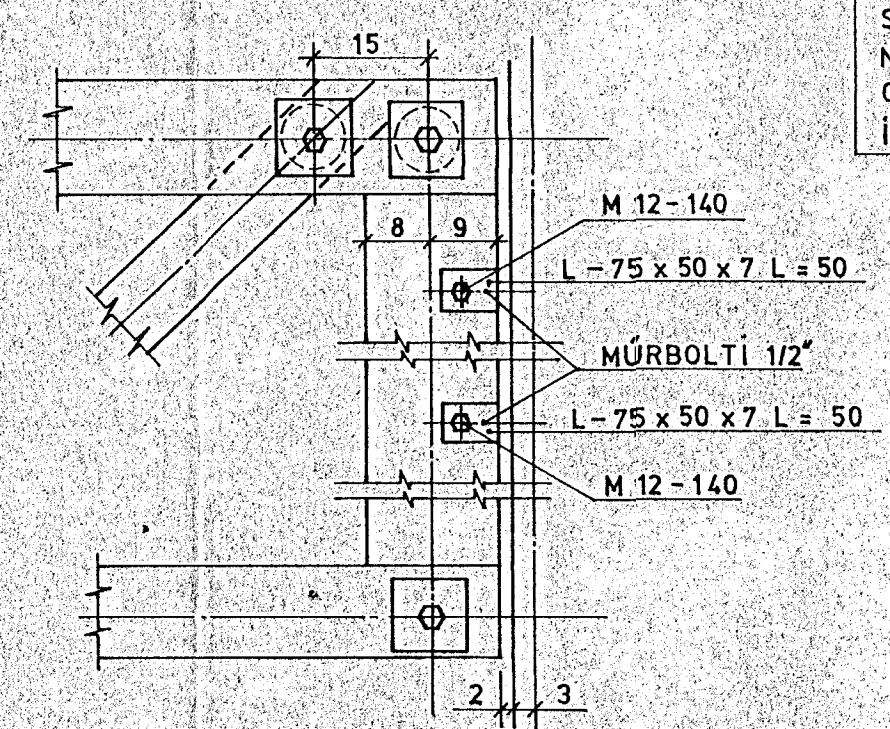 15
8
9
M 12-140
L-75 x 50 x 7 L = 50
MÚRBOLTI 1/2"
L-75 x 50 x 7 L = 50
M 12-140
2
3